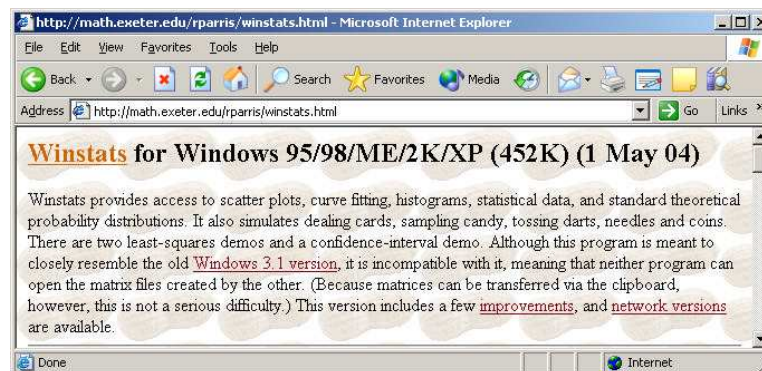 http://math.exeter.edu/rparris/winstats.html - Microsoft Internet Explorer
File Edit View Favorites Tools Help
Back Search Favorites Media
Address http://math.exeter.edu/rparris/winstats.html Go Links »
Winstats for Windows 95/98/ME/2K/XP (452K) (1 May 04)
Winstats provides access to scatter plots, curve fitting, histograms, statistical data, and standard theoretical
probability distributions. It also simulates dealing cards, sampling candy, tossing darts, needles and coins.
There are two least-squares demos and a confidence-interval demo. Although this program is meant to
closely resemble the old Windows 3.1 version, it is incompatible with it, meaning that neither program can
open the matrix files created by the other. (Because matrices can be transferred via the clipboard,
however, this is not a serious difficulty.) This version includes a few improvements, and network versions
are available.
Done Internet